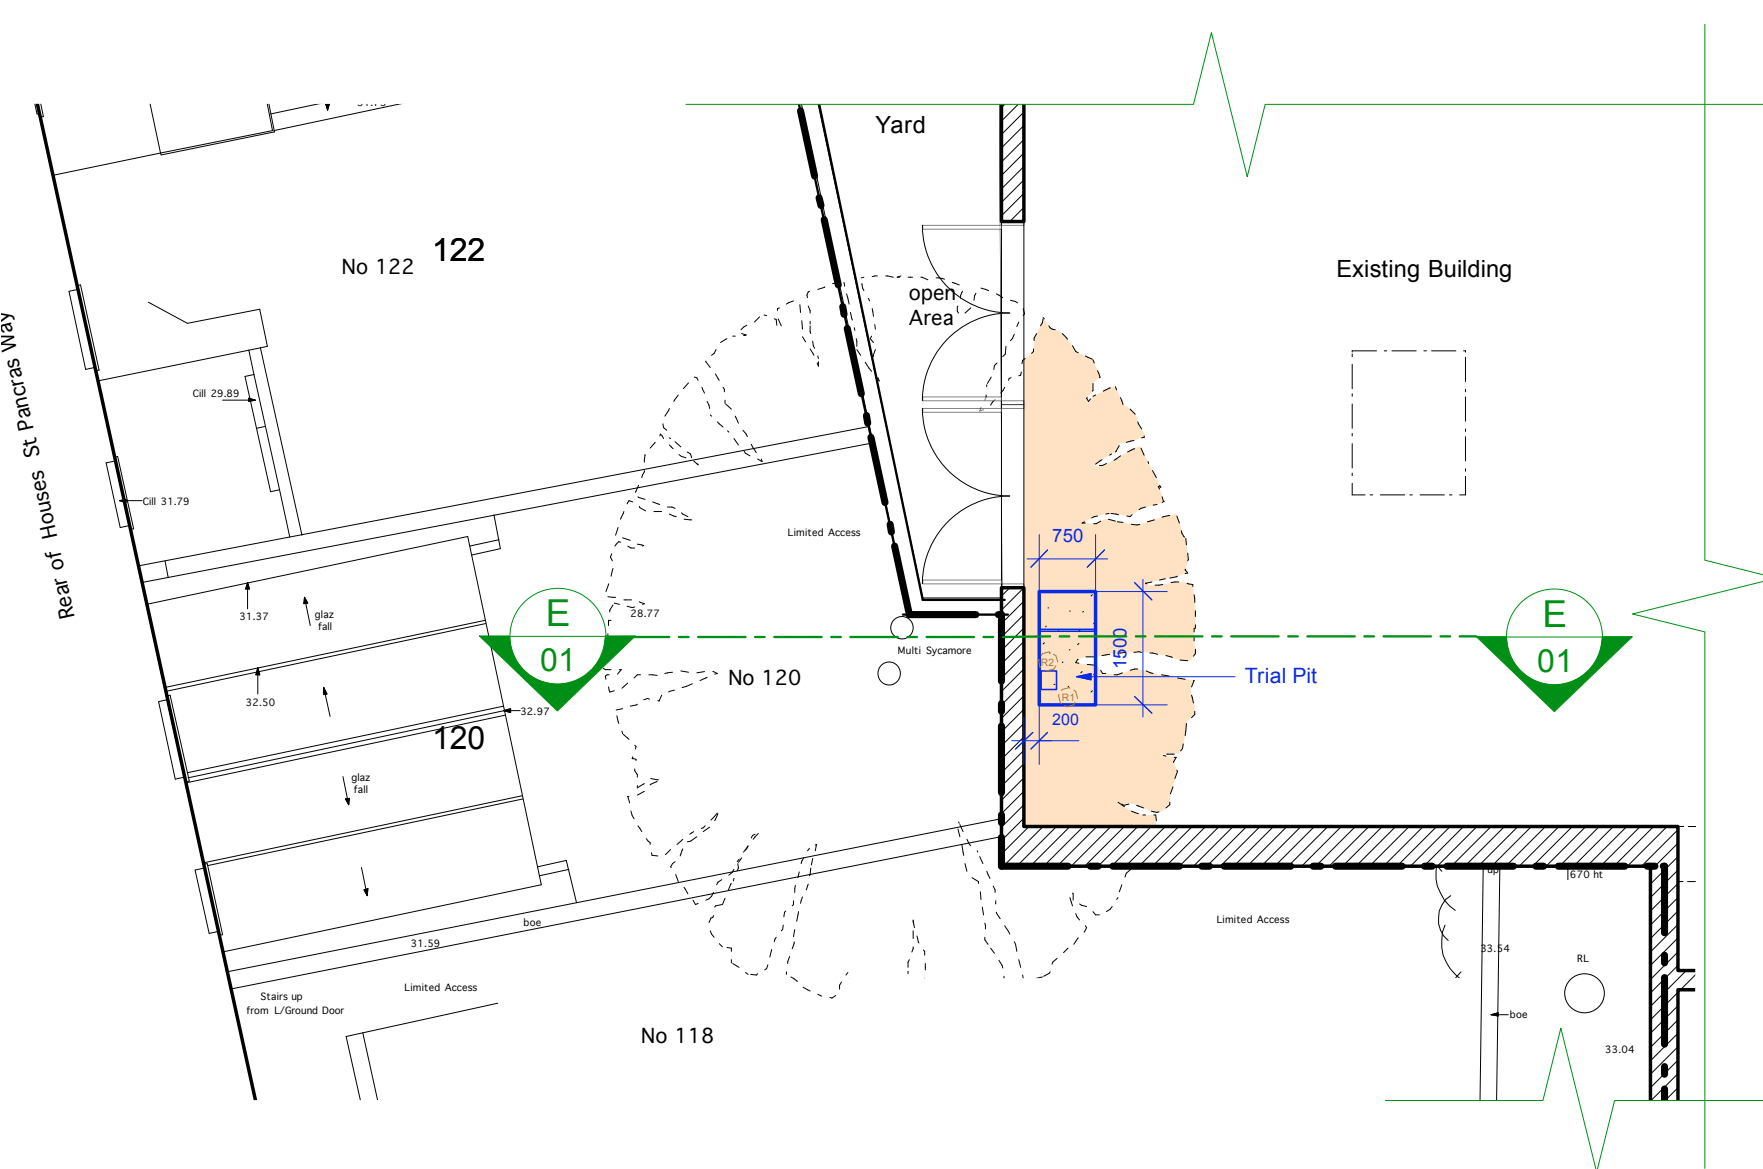 Yard
No 122
122
Existing Building
open
Area
Rear of Houses St Pancras Way
Cill 29.89
Cill 31.79
Limited Access
750
E
01
28.77
31.37
glaz
fall
Multi Sycamore
No 120
1500
R2
R1
Trial Pit
E
01
32.50
32.97
200
120
glaz
fall
up
670 ht
boe
31.59
Limited Access
33.54
RL
Limited Access
Stairs up
from L/Ground Door
boe
No 118
33.04